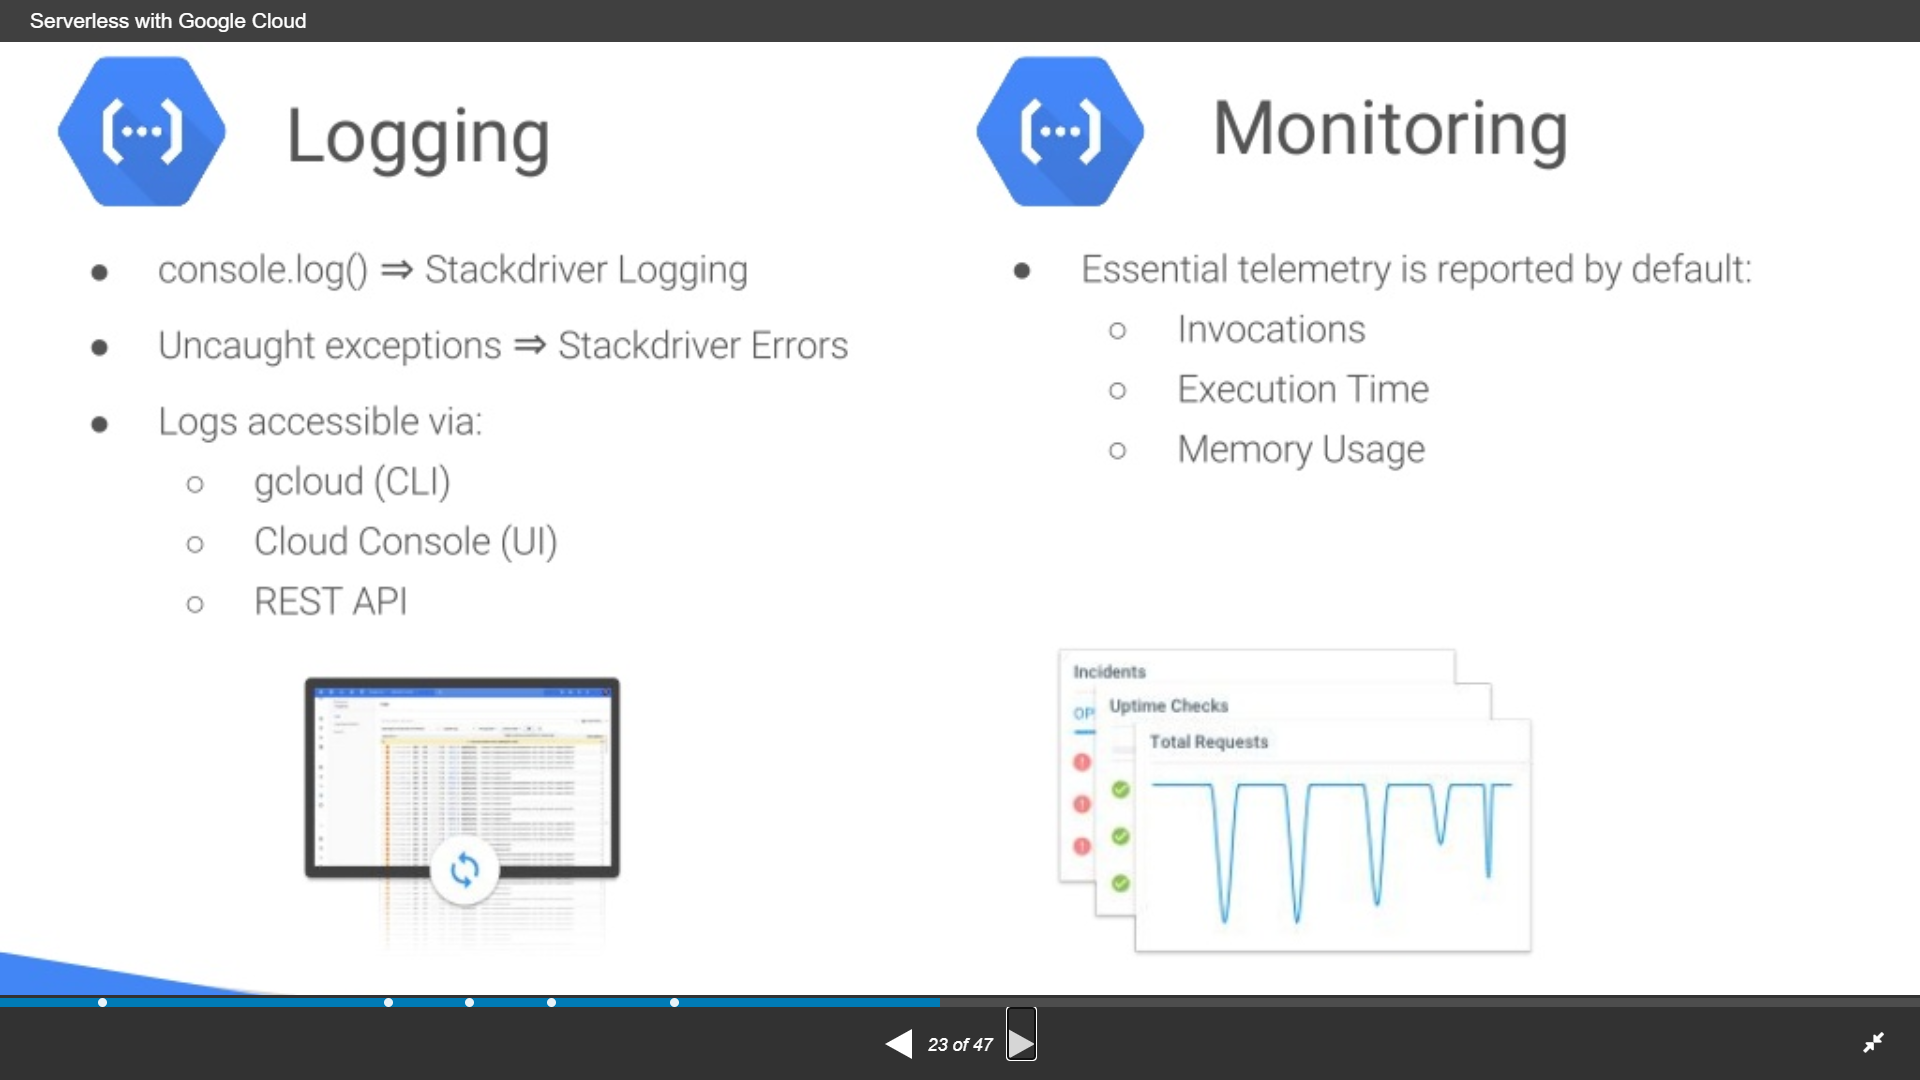 Serverless with Google Cloud
Logging
● console.log() ⇒ Stackdriver Logging
● Uncaught exceptions ⇒ Stackdriver Errors
● Logs accessible via:
○ gcloud (CLI)
○ Cloud Console (UI)
○ REST API
Monitoring
● Essential telemetry is reported by default:
○ Invocations
○ Execution Time
○ Memory Usage
Incidents
OP
Uptime Checks
Total Requests
23 of 47